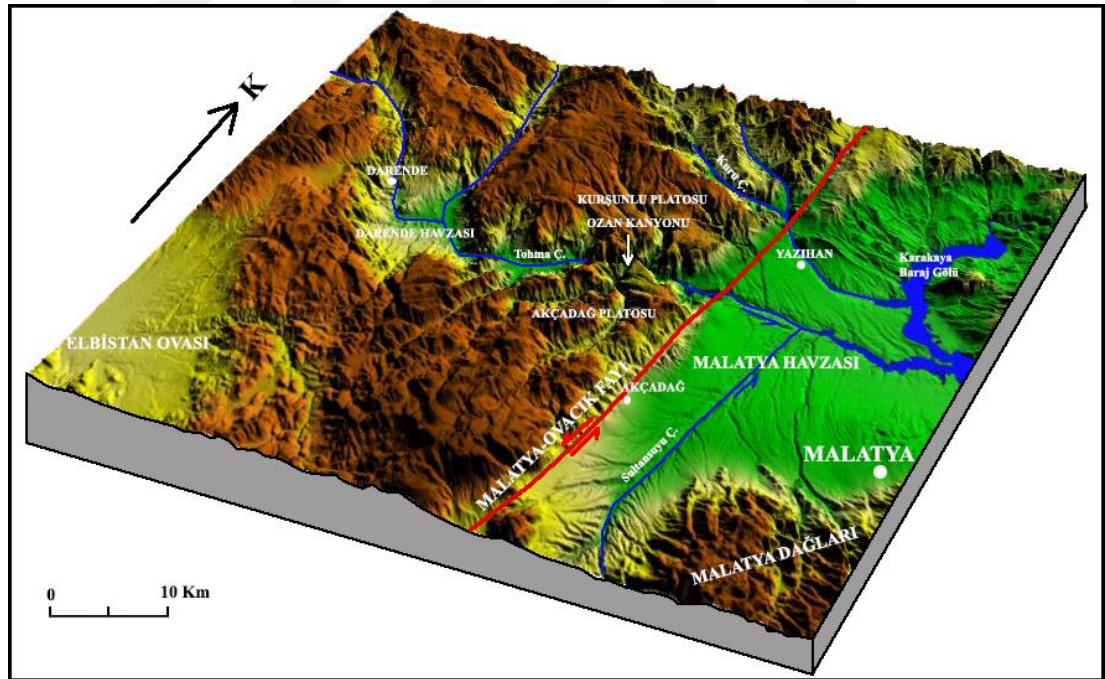 K
DARENDE
KURŞUNLU PLATOSU
Kuru Ç.
OZAN KANYONU
DARENDE HAVZASI
Tohma Ç.
YAZIHAN
Karakaya
Baraj Gölü
AKÇADAĞ PLATOSU
ELBİSTAN OVASI
MALATYA HAVZASI
AKÇADAĞ
MALATYA-OVACIK FAYI
Sultansuyu Ç.
MALATYA
MALATYA DAĞLARI
0 10 Km